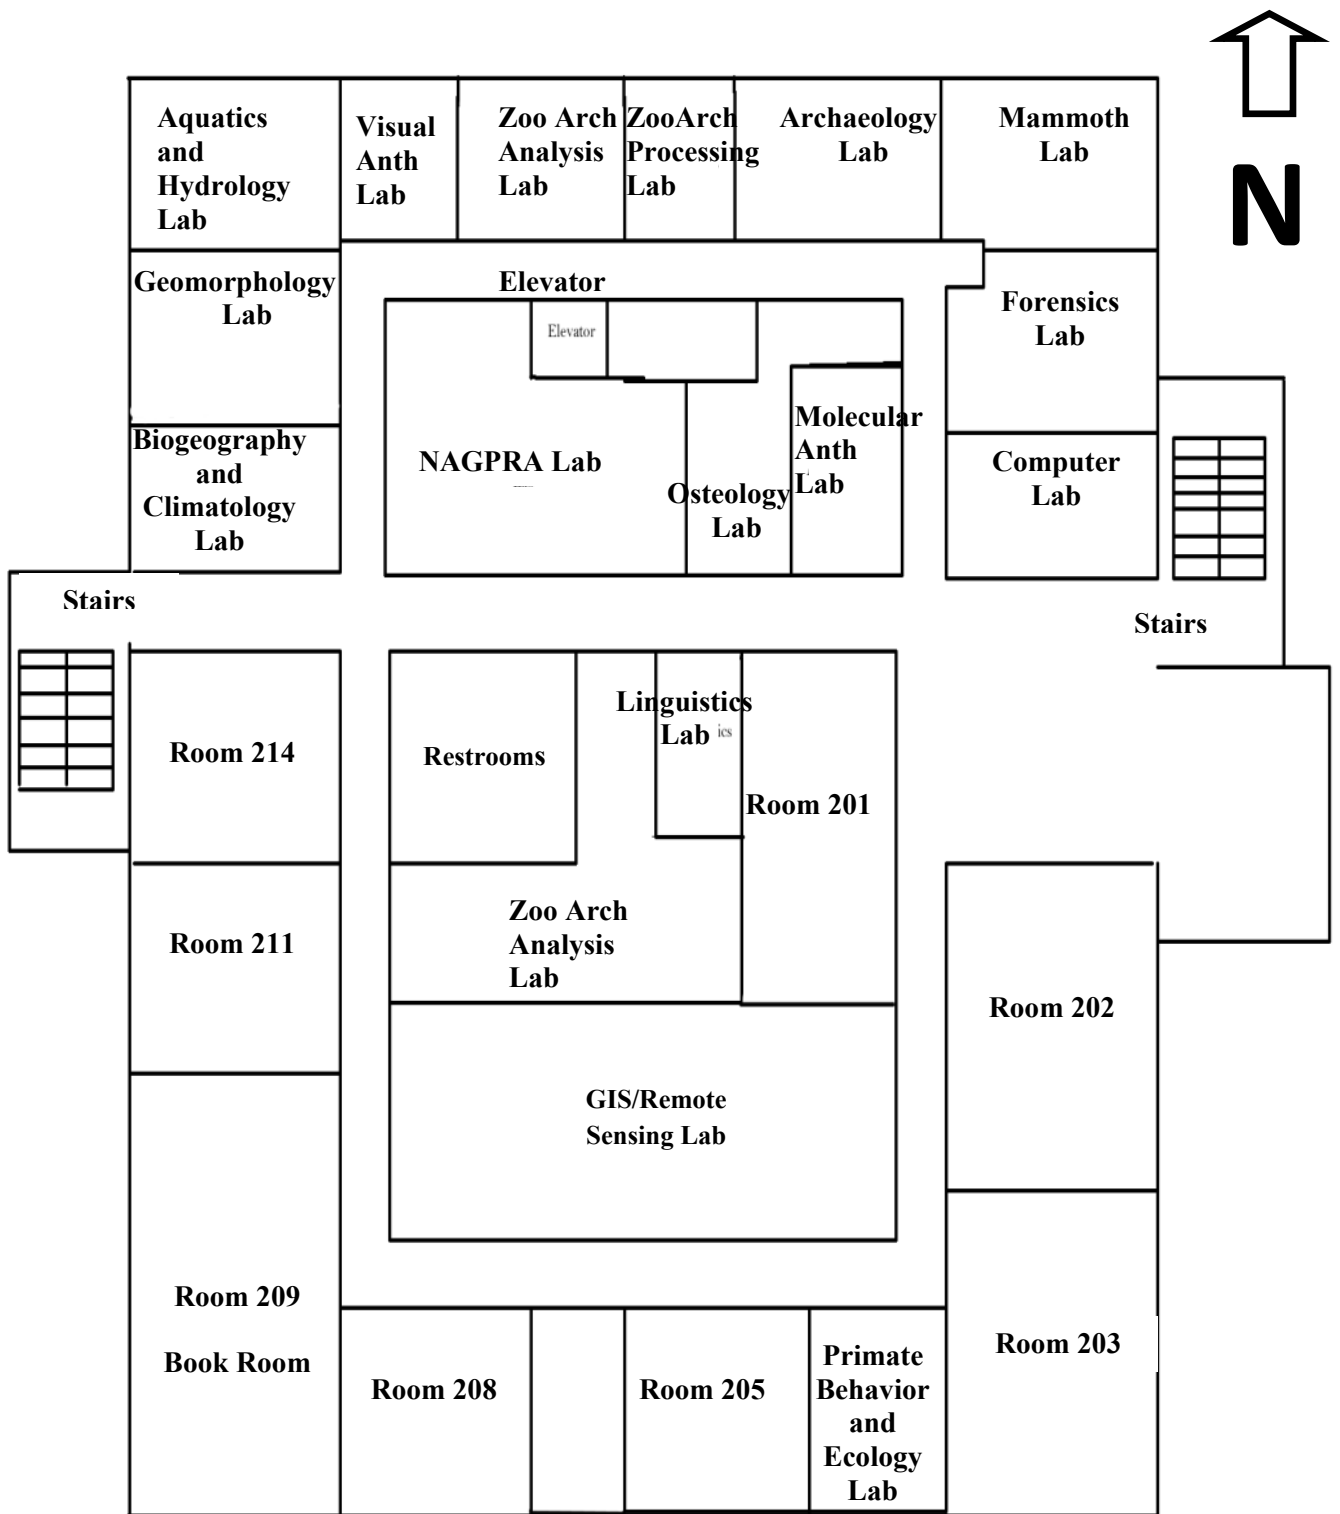 N
Aquatics
and
Hydrology
Lab
Visual
Anth
Lab
Zoo Arch
Analysis
Lab
ZooArch
Processing
Lab
Archaeology
Lab
Mammoth
Lab
Geomorphology
Lab
Elevator
Elevator
Forensics
Lab
Biogeography
and
Climatology
Lab
NAGPRA Lab
Osteology
Lab
Molecular
Anth
Lab
Computer
Lab
Stairs
Stairs
Room 214
Restrooms
Linguistics
Lab ics
Room 201
Room 211
Zoo Arch
Analysis
Lab
Room 202
GIS/Remote
Sensing Lab
Room 209
Book Room
Room 208
Room 205
Primate
Behavior
and
Ecology
Lab
Room 203